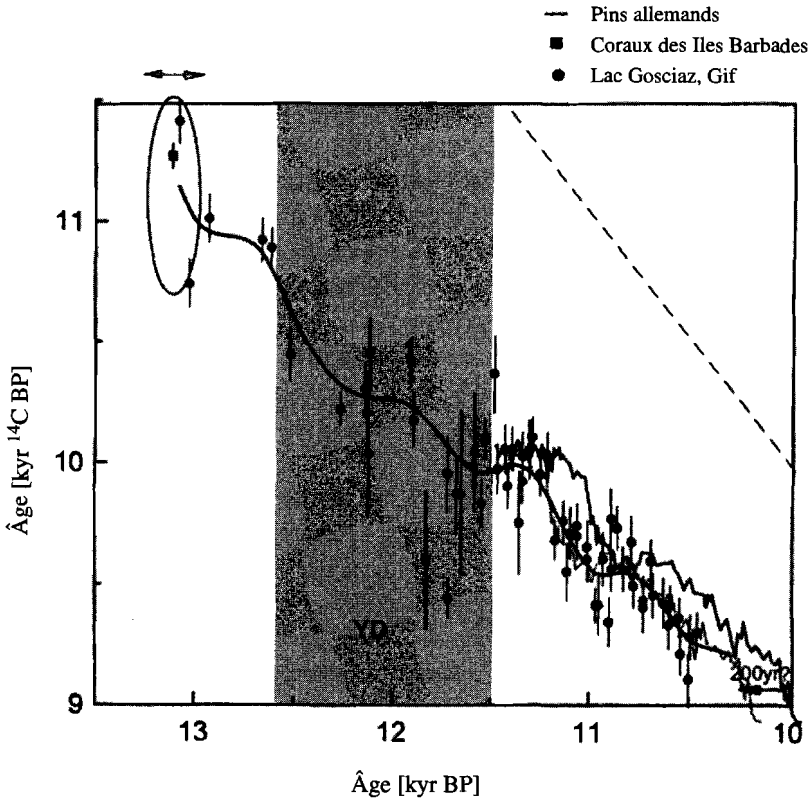 Pins allemands
Coraux des Iles Barbades
Lac Gosciaz, Gif
11
10
9
Âge [kyr ¹⁴C BP]
YD
200yr?
13
12
11
10
Âge [kyr BP]